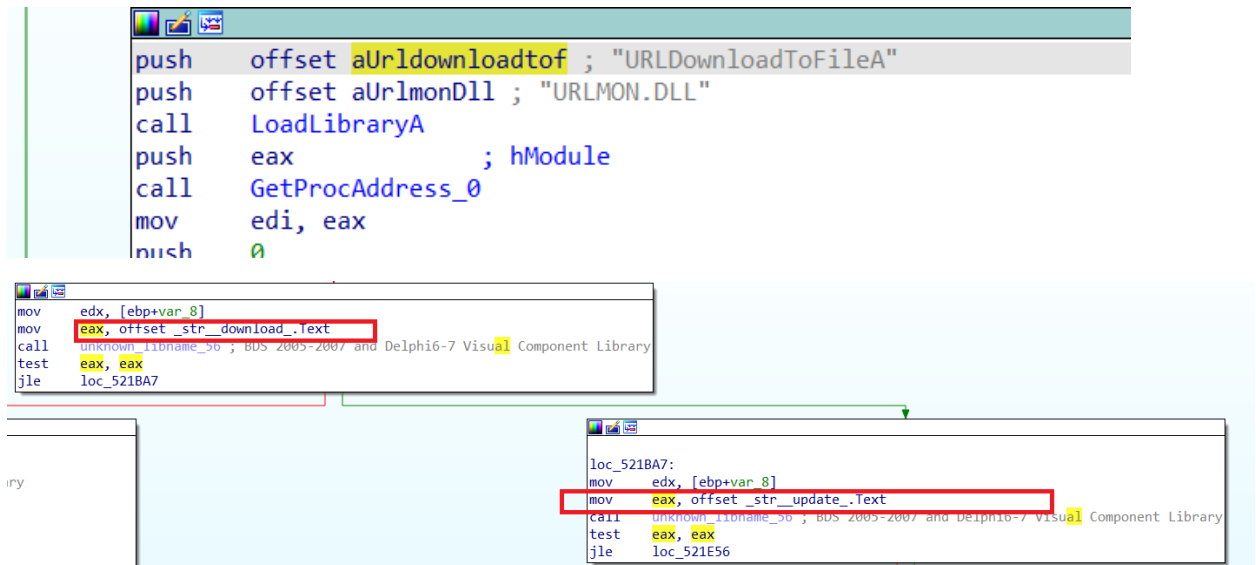 push offset aUrldownloadtof ; "URLDownloadToFileA"
push offset aUrlmonDll ; "URLMON.DLL"
call LoadLibraryA
push eax ; hModule
call GetProcAddress_0
mov edi, eax
push 0
mov edx, [ebp+var_8]
mov eax, offset _str__download_.Text
call unknown_libname_56 ; BDS 2005-2007 and Delphi6-7 Visual Component Library
test eax, eax
jle loc_521BA7
ry
loc_521BA7:
mov edx, [ebp+var_8]
mov eax, offset _str__update_.Text
call unknown_libname_56 ; BDS 2005-2007 and Delphi6-7 Visual Component Library
test eax, eax
jle loc_521E56